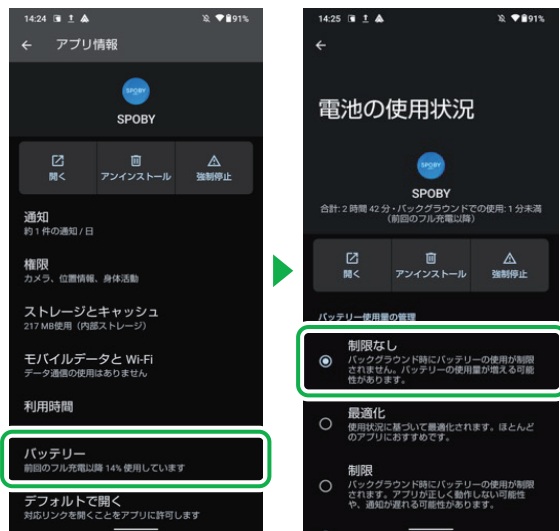 14:24
91%
アプリ情報
SPOBY
SPOBY
開く
アンインストール
強制停止
通知
約1件の通知 / 日
権限
カメラ、位置情報、身体活動
ストレージとキャッシュ
217 MB使用（内部ストレージ）
モバイルデータと Wi-Fi
データ通信の使用はありません
利用時間
バッテリー
前回のフル充電以降 14% 使用しています
デフォルトで開く
対応リンクを開くことをアプリに許可します
14:25
91%
電池の使用状況
SPOBY
SPOBY
合計: 2 時間 42 分・バックグラウンドでの使用: 1 分未満
（前回のフル充電以降）
開く
アンインストール
強制停止
バッテリー使用量の管理
制限なし
バックグラウンド時にバッテリーの使用が制限
されません。バッテリーの使用量が増える可能
性があります。
最適化
使用状況に基づいて最適化されます。ほとんど
のアプリにおすすめです。
制限
バックグラウンド時にバッテリーの使用が制限
されます。アプリが正しく動作しない可能性
や、通知が遅れる可能性があります。